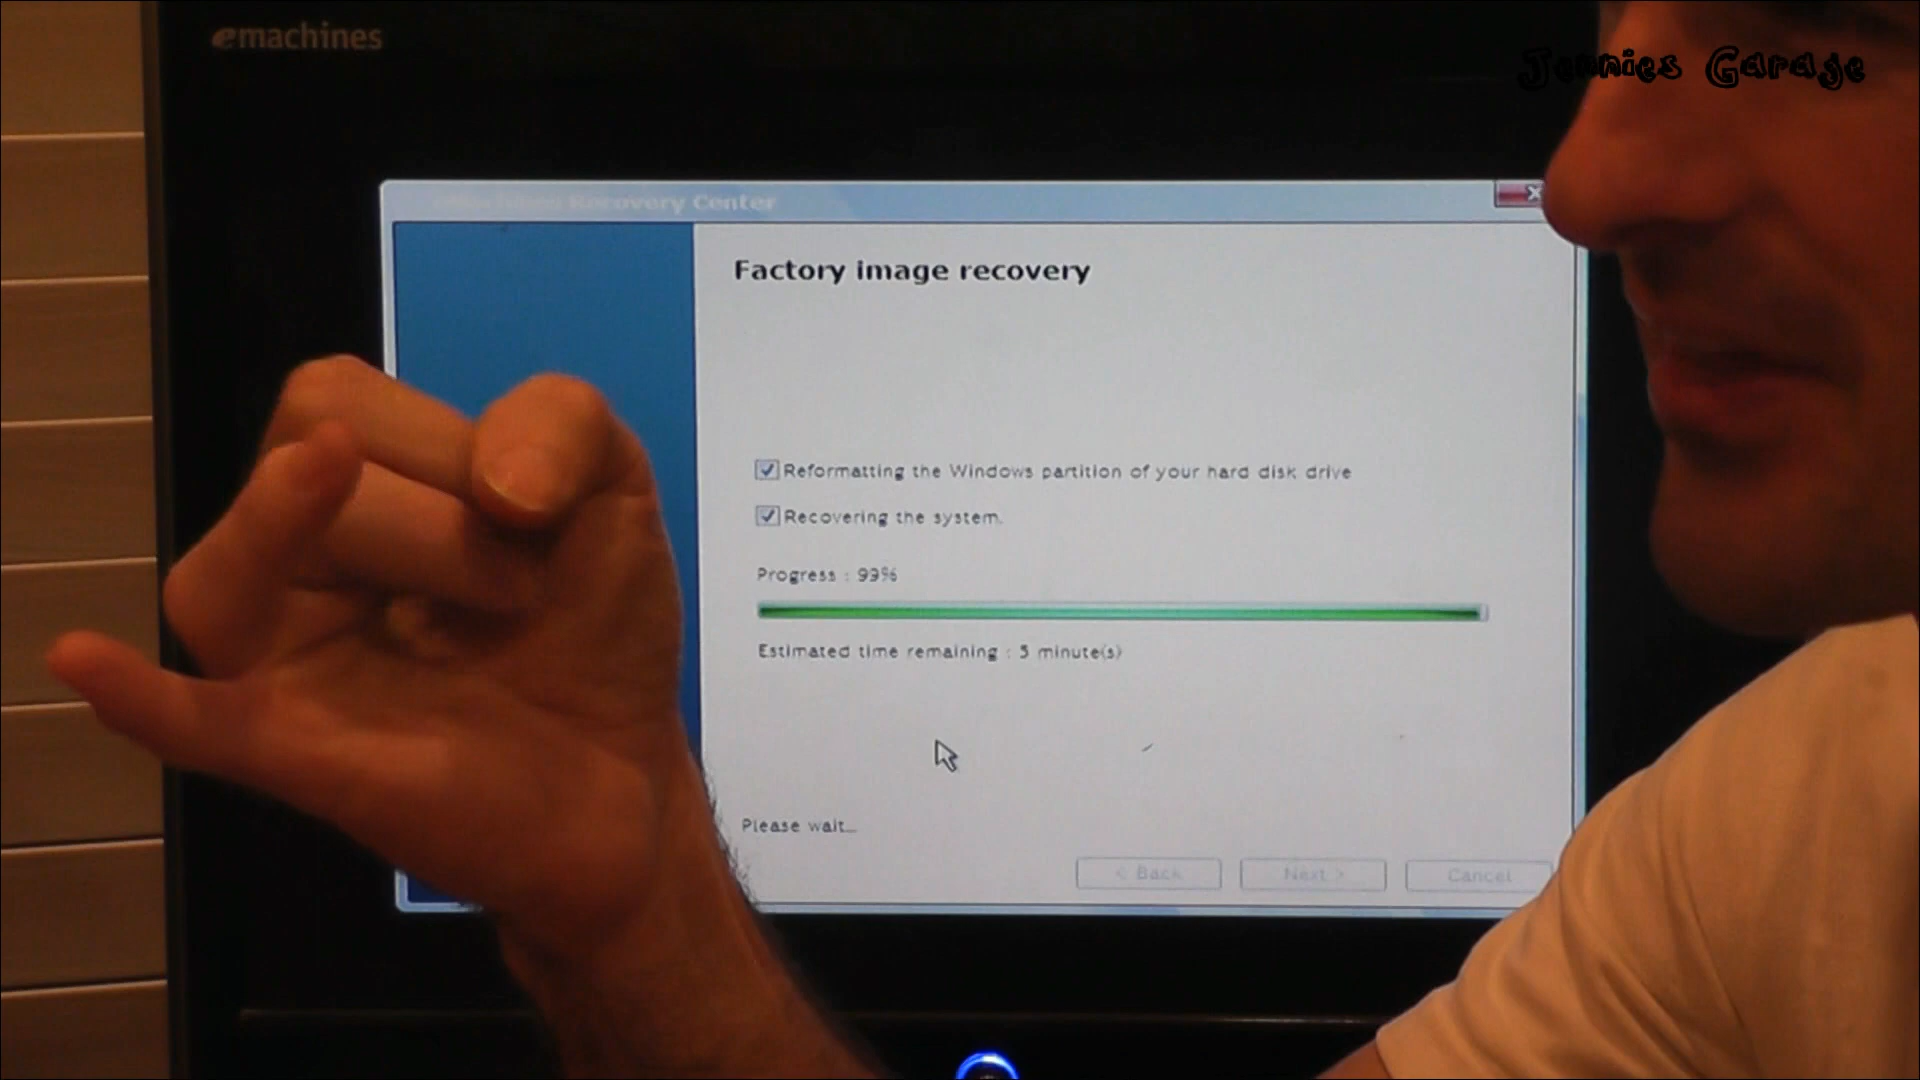 emachines
Jennies Garage
Recovery Center
Factory image recovery
Reformatting the Windows partition of your hard disk drive
Recovering the system.
Progress : 99%
Estimated time remaining : 3 minute(s)
Please wait...
< Back
Next >
Cancel